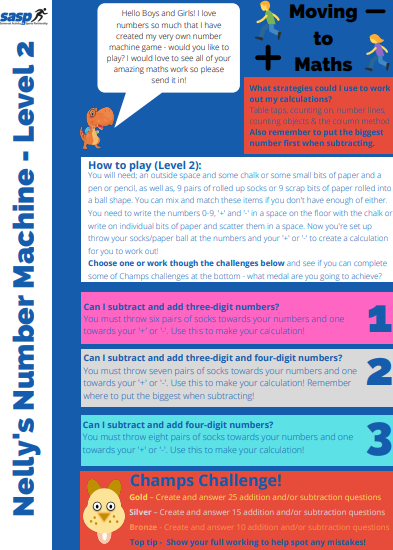 sasp
Nelly's Number Machine - Level 2
Hello Boys and Girls! I love
numbers so much that I have
created my very own number
machine game - would you like to
play? I would love to see all of your
amazing maths work so please
send it in!
Moving
to
Maths
What strategies could I use to work
out my calculations?
Table taps, counting on, number lines,
counting objects & the column method
Also remember to put the biggest
number first when subtracting.
How to play (Level 2):
You will need; an outside space and some chalk or some small bits of paper and a
pen or pencil, as well as, 9 pairs of rolled up socks or 9 scrap bits of paper rolled into
a ball shape. You can mix and match these items if you don't have enough of either.
You need to write the numbers 0-9, '+' and '-' in a space on the floor with the chalk or
write on individual bits of paper and scatter them in a space. Now you're set up
throw your socks/paper ball at the numbers and your '+' or '-' to create a calculation
for you to work out!
Choose one or work though the challenges below and see if you can complete
some of Champs challenges at the bottom - what medal are you going to achieve?
Can I subtract and add three-digit numbers?
You must throw six pairs of socks towards your numbers and one
towards your '+' or '-'. Use this to make your calculation!
1
Can I subtract and add three-digit and four-digit numbers?
You must throw seven pairs of socks towards your numbers and one
towards your '+' or '-'. Use this to make your calculation! Remember
where to put the biggest when subtracting!
2
Can I subtract and add four-digit numbers?
You must throw eight pairs of socks towards your numbers and one
towards your '+' or '-'. Use this to make your calculation!
3
Champs Challenge!
Gold – Create and answer 25 addition and/or subtraction questions
Silver – Create and answer 15 addition and/or subtraction questions
Bronze - Create and answer 10 addition and/or subtraction questions
Top tip - Show your full working to help spot any mistakes!